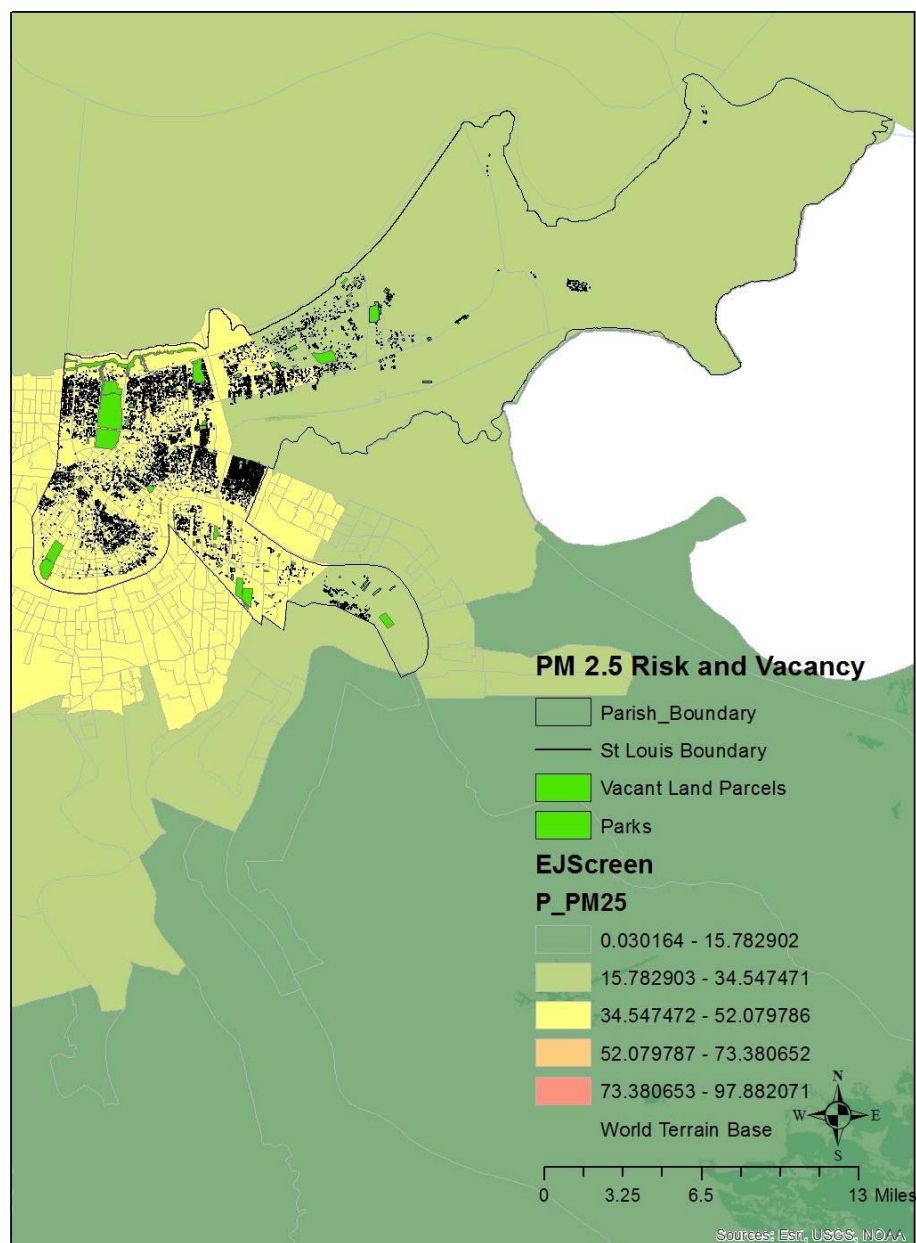 PM 2.5 Risk and Vacancy
Parish_Boundary
St Louis Boundary
Vacant Land Parcels
Parks
EJScreen
P_PM25
0.030164 - 15.782902
15.782903 - 34.547471
34.547472 - 52.079786
52.079787 - 73.380652
73.380653 - 97.882071
World Terrain Base
N
W E
S
0 3.25 6.5 13 Miles
Sources: Esri, USGS, NOAA